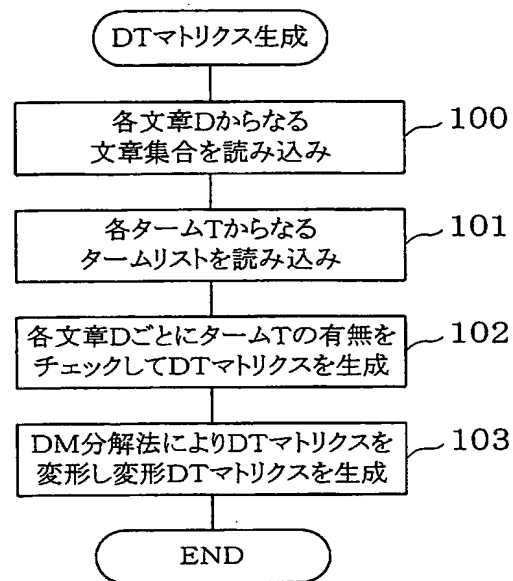 DTマトリクス生成
各文章Dからなる
文章集合を読み込み
100
各タームTからなる
タームリストを読み込み
101
各文章DごとにタームTの有無を
チェックしてDTマトリクスを生成
102
DM分解法によりDTマトリクスを
変形し変形DTマトリクスを生成
103
END